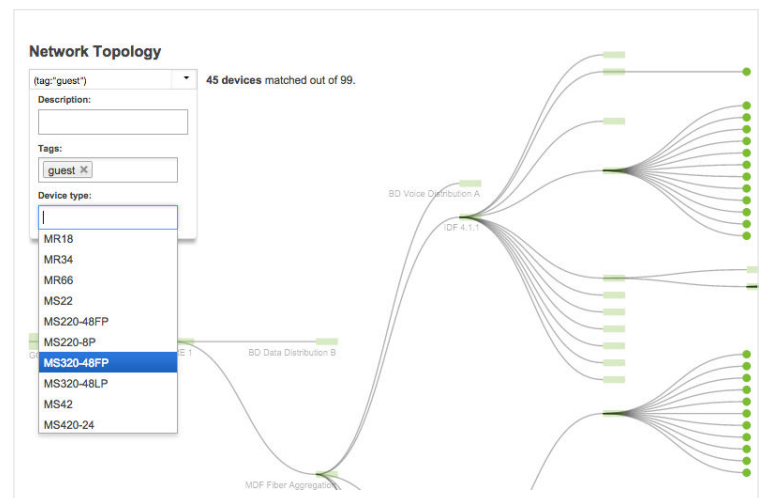 Network Topology
(tag:"guest")
45 devices matched out of 99.
Description:
Tags:
guest ×
Device type:
MR18
MR34
MR66
MS22
MS220-48FP
MS220-8P
MS320-48FP
MS320-48LP
MS42
MS420-24
BD Voice Distribution A
IDF 4.1.1
E 1
BD Data Distribution B
MDF Fiber Aggregation